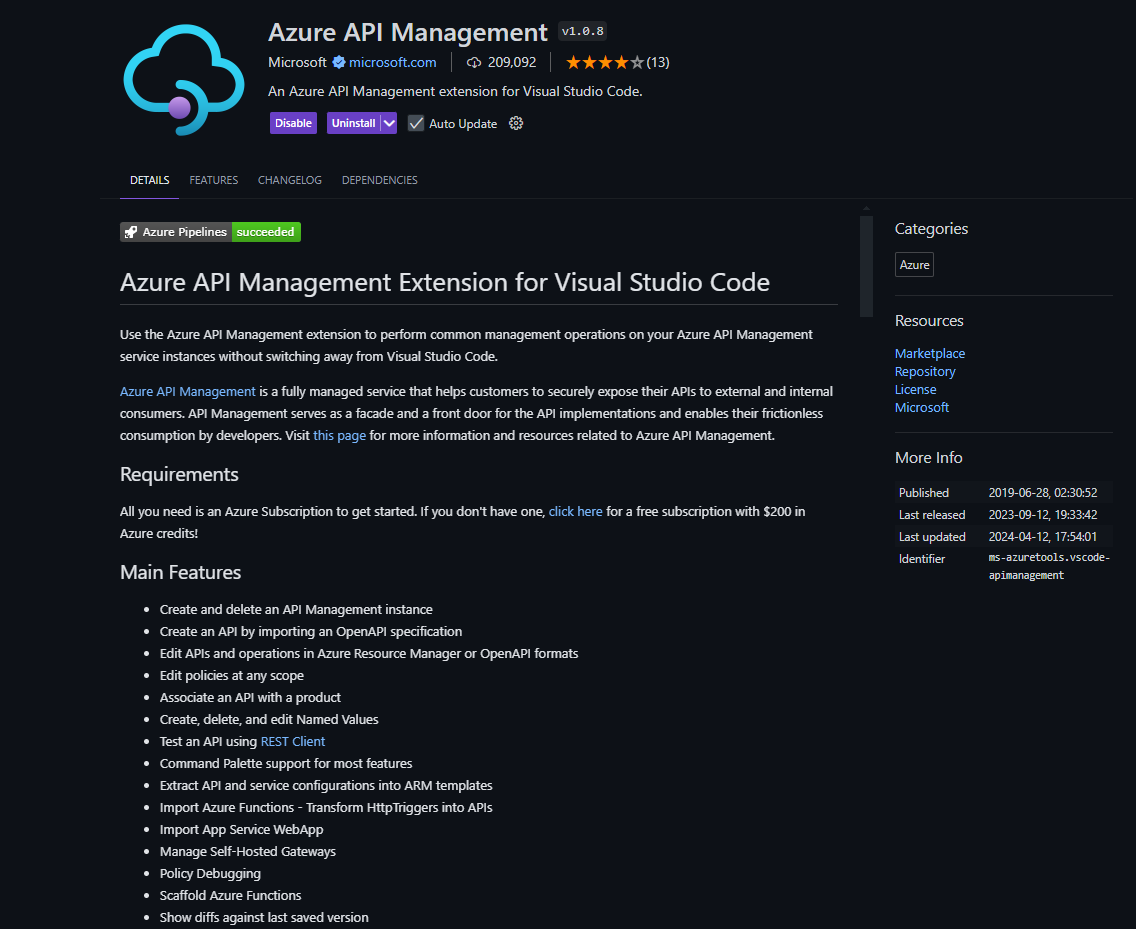 Azure API Management v1.0.8
Microsoft microsoft.com 209,092 (13)
An Azure API Management extension for Visual Studio Code.
Disable Uninstall Auto Update
DETAILS FEATURES CHANGELOG DEPENDENCIES
Azure Pipelines succeeded
Azure API Management Extension for Visual Studio Code
Use the Azure API Management extension to perform common management operations on your Azure API Management
service instances without switching away from Visual Studio Code.
Azure API Management is a fully managed service that helps customers to securely expose their APIs to external and internal
consumers. API Management serves as a facade and a front door for the API implementations and enables their frictionless
consumption by developers. Visit this page for more information and resources related to Azure API Management.
Requirements
All you need is an Azure Subscription to get started. If you don't have one, click here for a free subscription with $200 in
Azure credits!
Main Features
• Create and delete an API Management instance
• Create an API by importing an OpenAPI specification
• Edit APIs and operations in Azure Resource Manager or OpenAPI formats
• Edit policies at any scope
• Associate an API with a product
• Create, delete, and edit Named Values
• Test an API using REST Client
• Command Palette support for most features
• Extract API and service configurations into ARM templates
• Import Azure Functions - Transform HttpTriggers into APIs
• Import App Service WebApp
• Manage Self-Hosted Gateways
• Policy Debugging
• Scaffold Azure Functions
• Show diffs against last saved version
Categories
Azure
Resources
Marketplace
Repository
License
Microsoft
More Info
Published 2019-06-28, 02:30:52
Last released 2023-09-12, 19:33:42
Last updated 2024-04-12, 17:54:01
Identifier ms-azuretools.vscode-
apimanagement